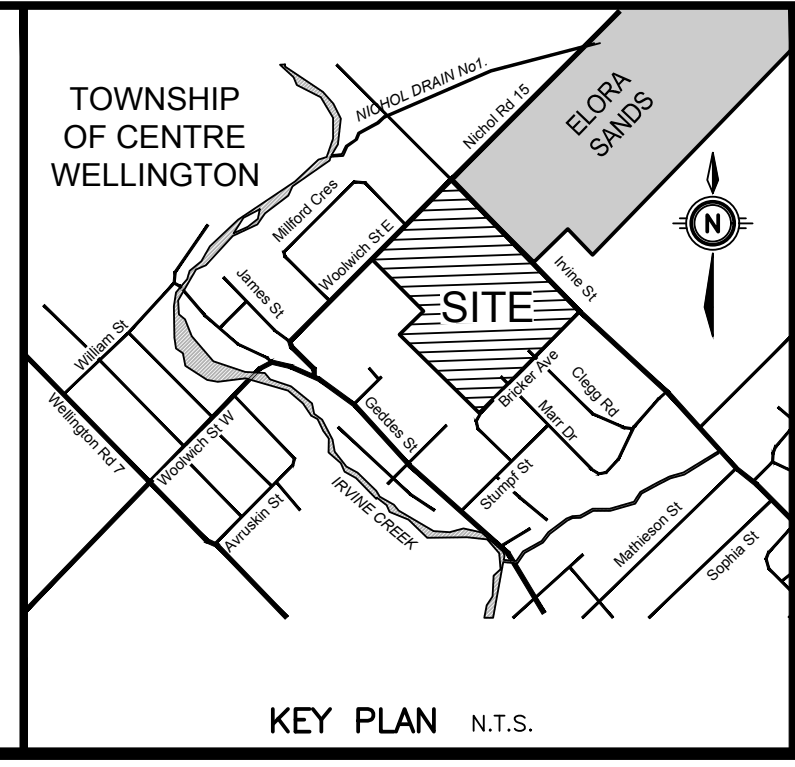 TOWNSHIP
OF CENTRE
WELLINGTON
NICHOL DRAIN No1.
Nichol Rd 15
ELORA
SANDS
Millford Cres
Woolwich St E
N
James St
Irvine St
SITE
William St
Bricker Ave
Clegg Rd
Wellington Rd 7
Woolwich St W
Geddes St
Marr Dr
Stumpf St
IRVINE CREEK
Avruskin St
Mathieson St
Sophia St
KEY PLAN N.T.S.